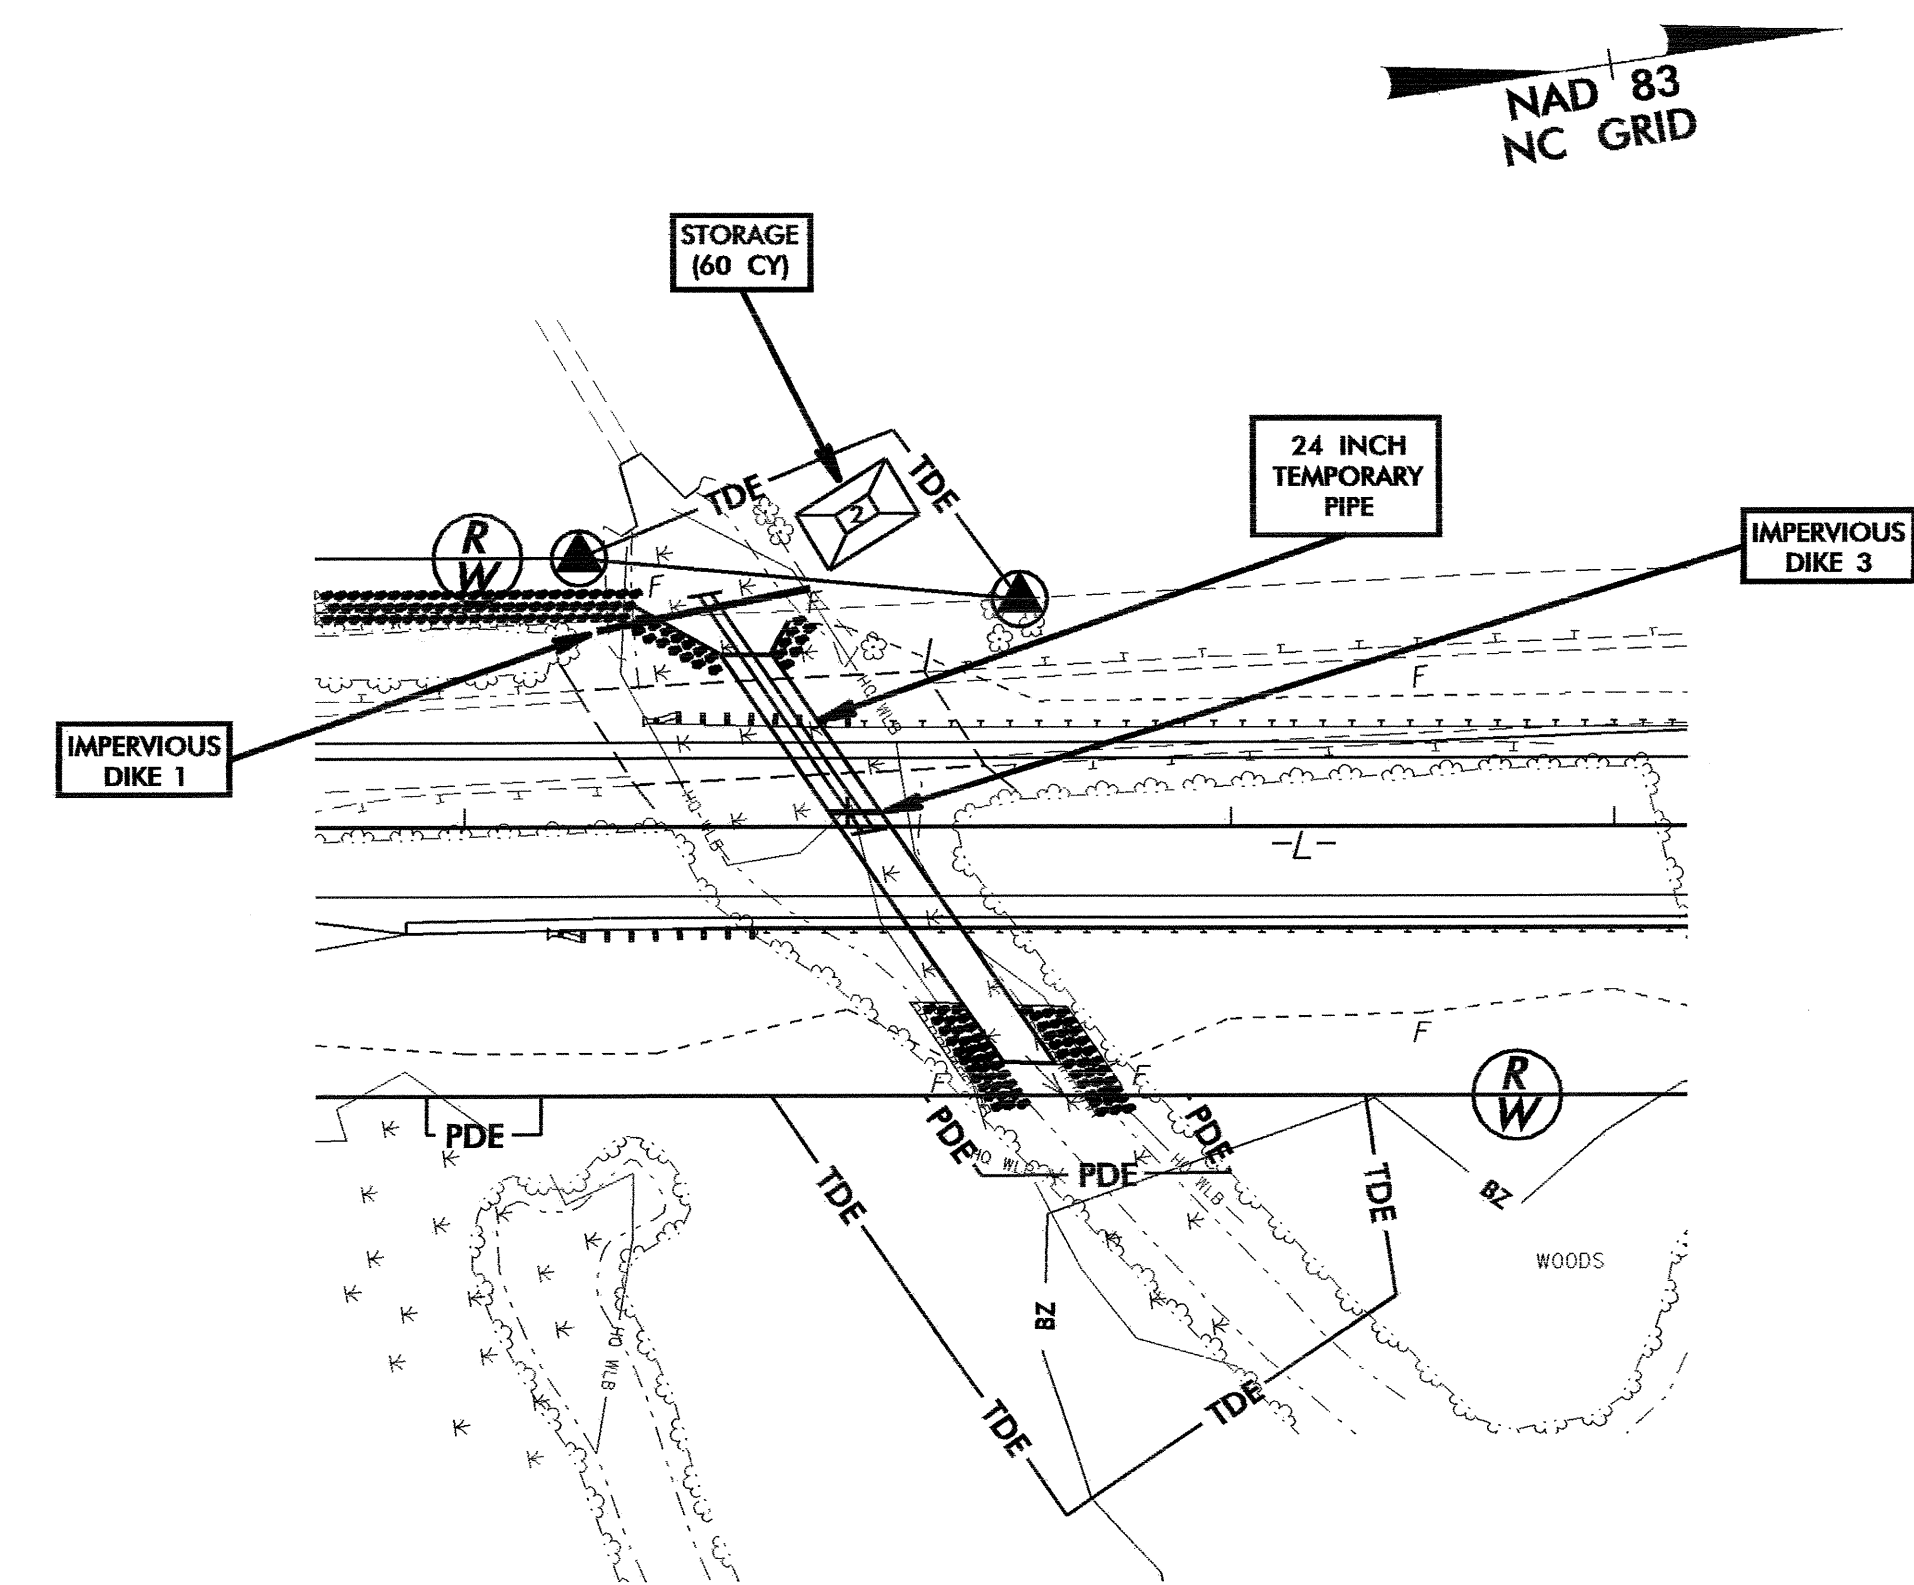 NAD 83
NC GRID
STORAGE
(60 CY)
24 INCH
TEMPORARY
PIPE
IMPERVIOUS
DIKE 3
TDE
TDE
2
R
W
F
F
HQ WLB
F
IMPERVIOUS
DIKE 1
HQ WLB
-L-
F
R
W
F
F
PDE
PDE
PDE
PDE
HQ WLB
HQ WLB
TDE
TDE
BZ
WOODS
BZ
HQ WLB
TDE
TDE